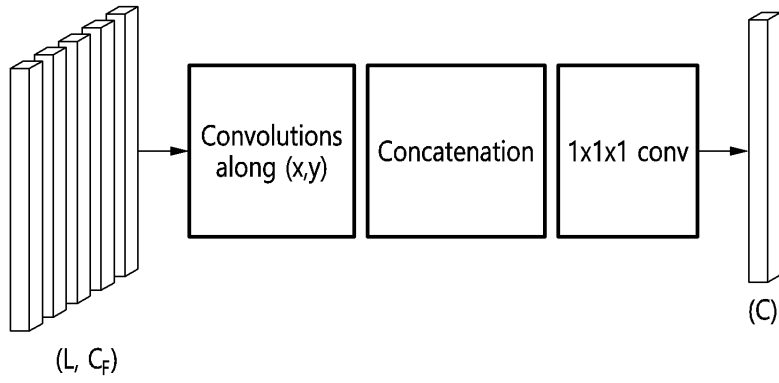 Convolutions
along (x,y)
Concatenation
1x1x1 conv
(C)
(L, C_F)